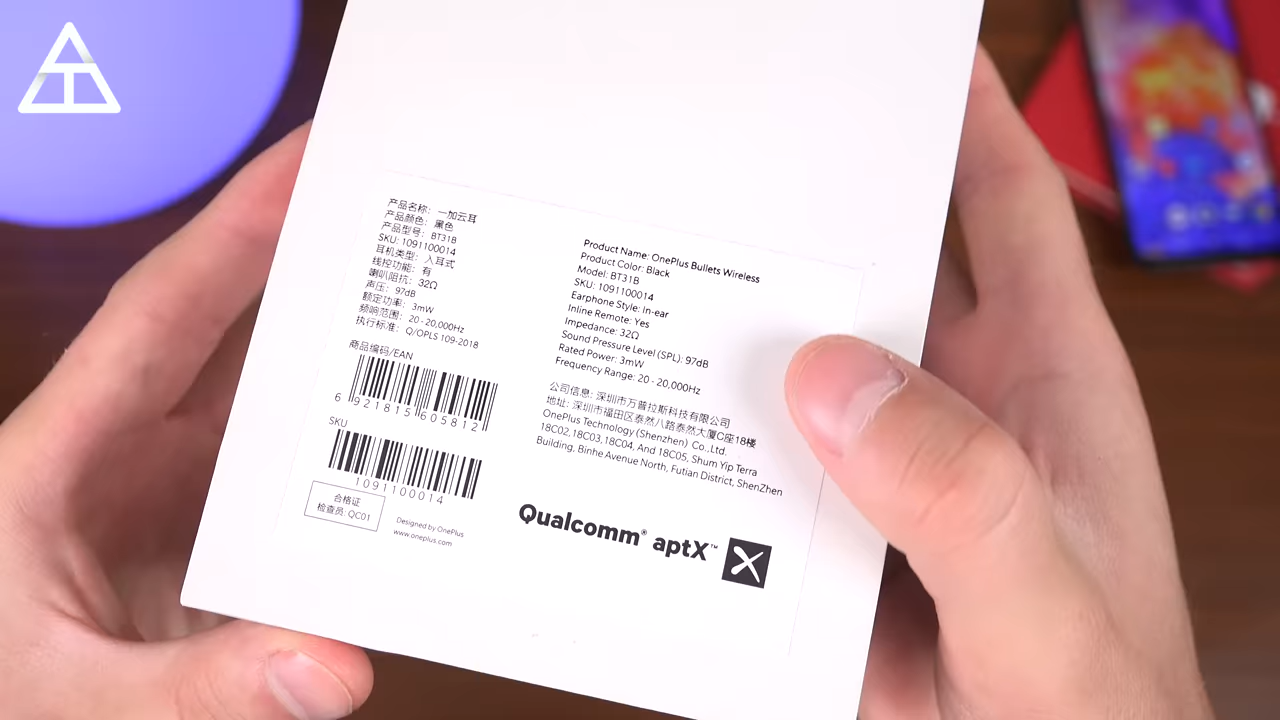 产品名称: 一加云耳
产品颜色: 黑色
产品型号: BT31B
SKU: 1091100014
耳机类型: 入耳式
线控功能: 有
喇叭阻抗: 32Ω
声压: 97dB
额定功率: 3mW
频响范围: 20 - 20,000Hz
执行标准: Q/OPLS 109-2018
商品编码/EAN
6 921815 605812
SKU
1091100014
合格证
检查员: QC01
Designed by OnePlus
www.oneplus.com
Product Name: OnePlus Bullets Wireless
Product Color: Black
Model: BT31B
SKU: 1091100014
Earphone Style: In-ear
Inline Remote: Yes
Impedance: 32Ω
Sound Pressure Level (SPL): 97dB
Rated Power: 3mW
Frequency Range: 20 - 20,000Hz
公司信息: 深圳市万普拉斯科技有限公司
地址: 深圳市福田区泰然八路泰然大厦C座18楼
OnePlus Technology (Shenzhen) Co.,Ltd.
18C02,18C03,18C04, And 18C05, Shum Yip Terra
Building, Binhe Avenue North, Futian District, ShenZhen
Qualcomm® aptX™